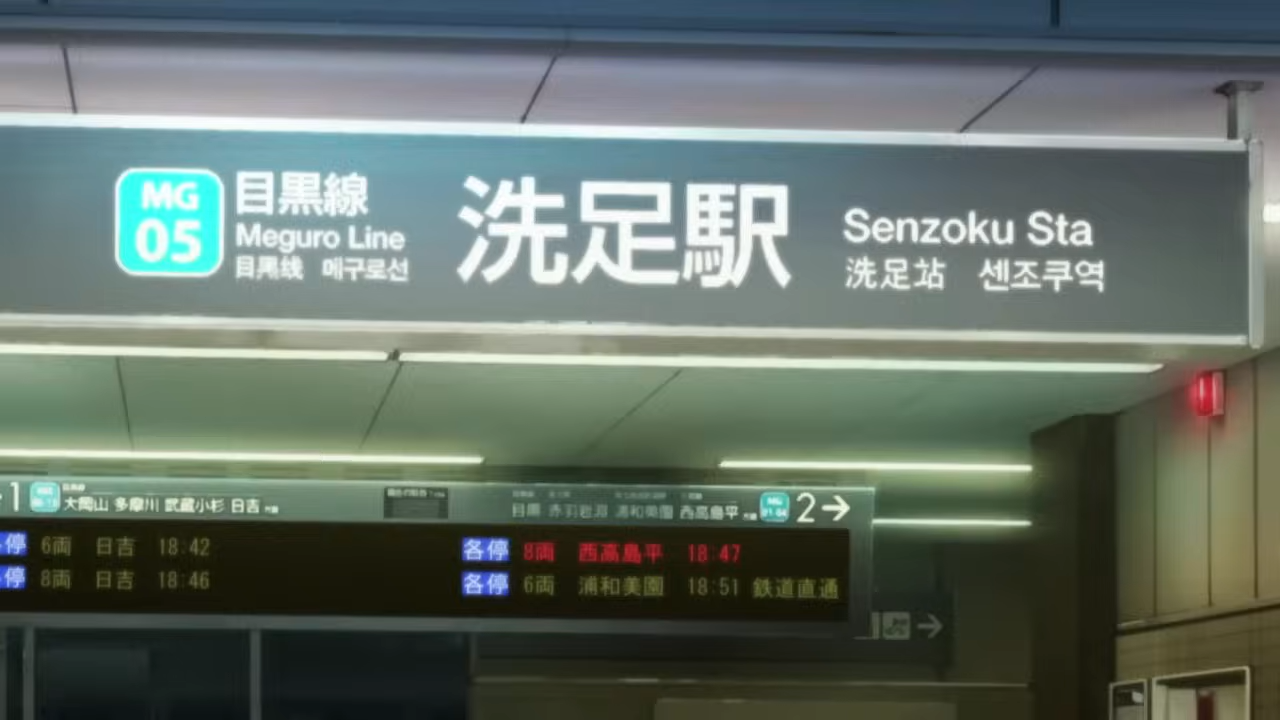 MG
05
目黒線
Meguro Line
目黑线 메구로선
洗足駅
Senzoku Sta
洗足站 센조쿠역
1 大岡山 多摩川 武蔵小杉 日吉
目黒 赤羽岩淵 浦和美園 西高島平 MG 2→
停 6両 日吉 18:42
停 8両 日吉 18:46
各停 8両 西高島平 18:47
各停 6両 浦和美園 18:51 鉄道直通